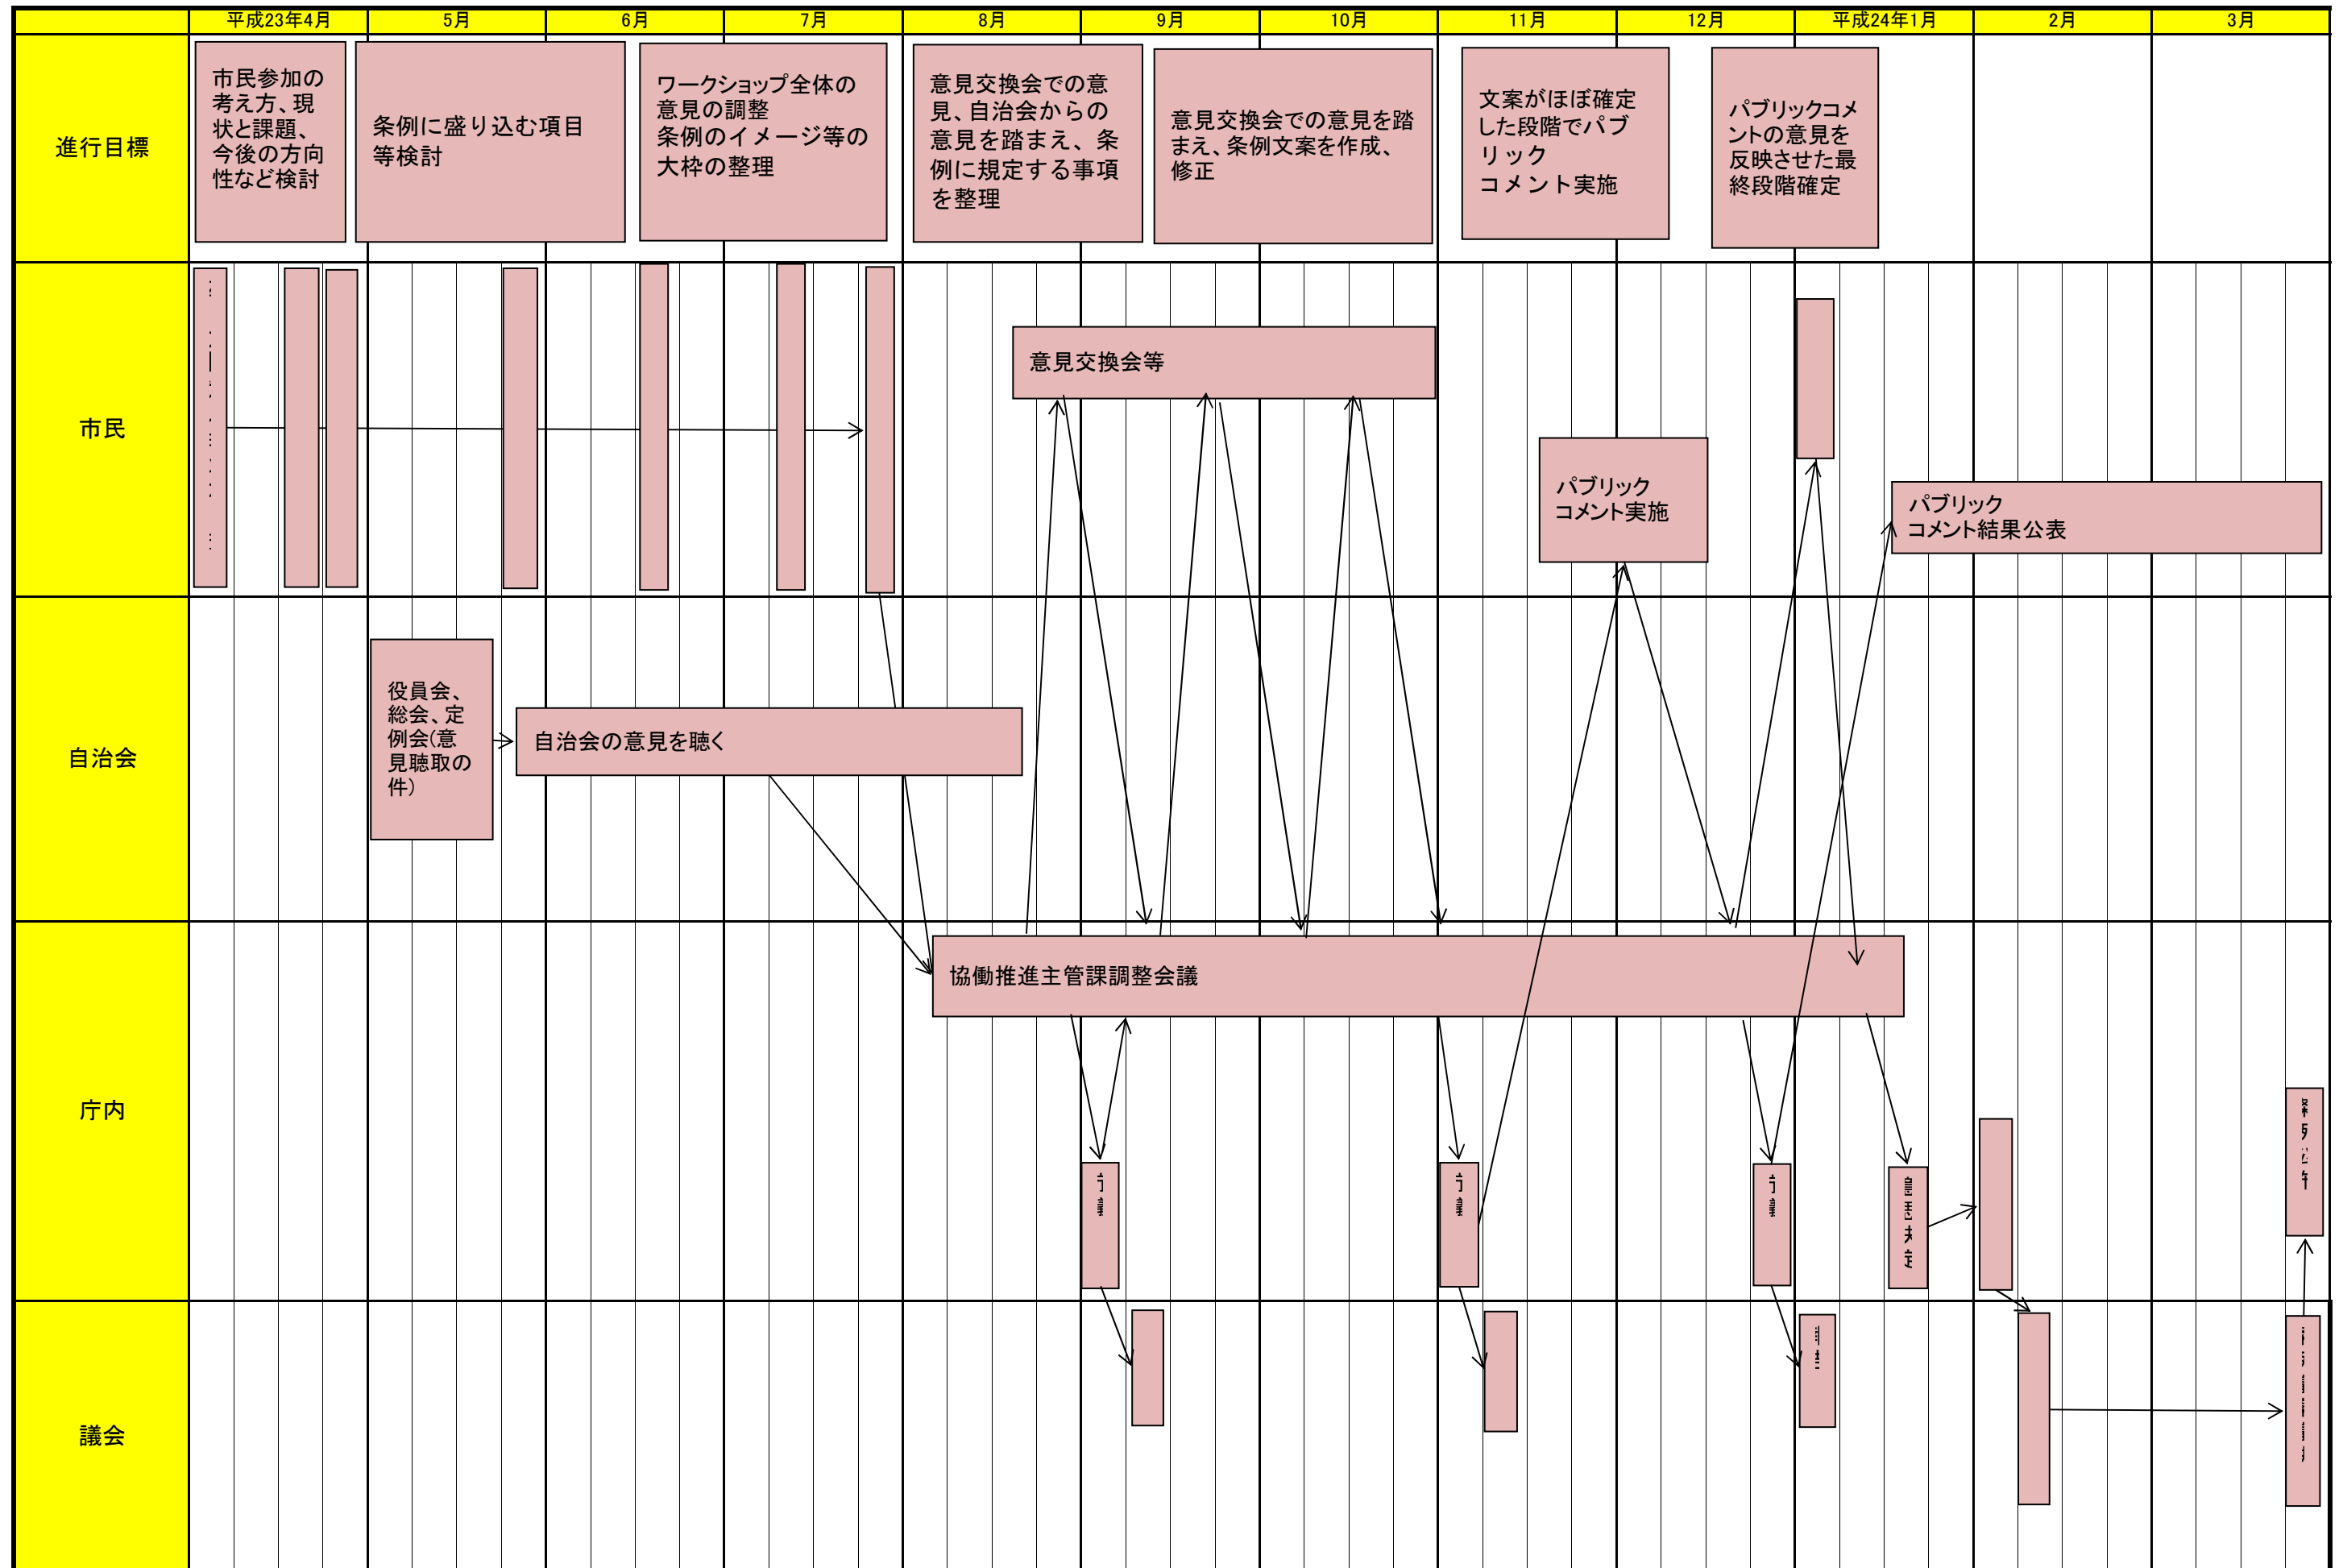 平成23年4月
5月
6月
7月
8月
9月
10月
11月
12月
平成24年1月
2月
3月
進行目標
市民参加の
考え方、現
状と課題、
今後の方向
性など検討
条例に盛り込む項目
等検討
ワークショップ全体の
意見の調整
条例のイメージ等の
大枠の整理
意見交換会での意
見、自治会からの
意見を踏まえ、条
例に規定する事項
を整理
意見交換会での意見を踏
まえ、条例文案を作成、
修正
文案がほぼ確定
した段階でパブ
リック
コメント実施
パブリックコメ
ントの意見を
反映させた最
終段階確定
市民
意見交換会等
パブリック
コメント実施
パブリック
コメント結果公表
自治会
役員会、
総会、定
例会(意
見聴取の
件)
自治会の意見を聴く
庁内
協働推進主管課調整会議
議会